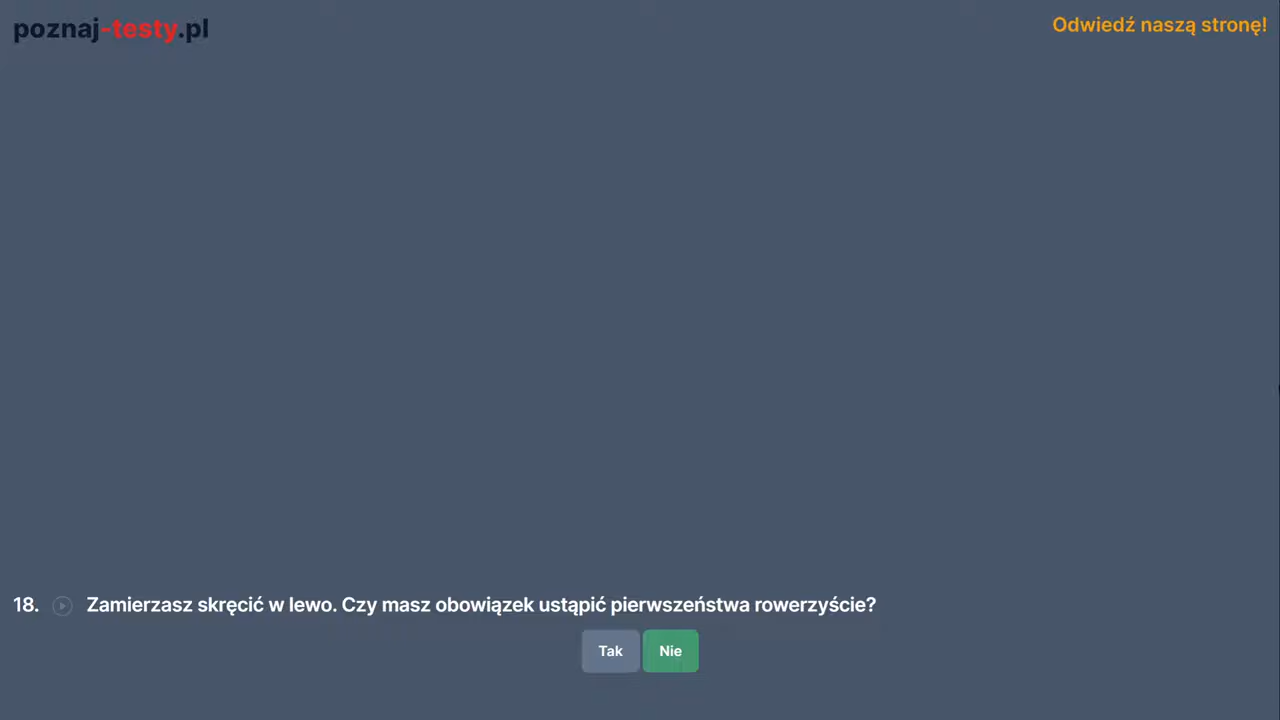 poznaj-testy.pl
Odwiedź naszą stronę!
18. Zamierzasz skręcić w lewo. Czy masz obowiązek ustąpić pierwszeństwa rowerzyście?
Tak
Nie